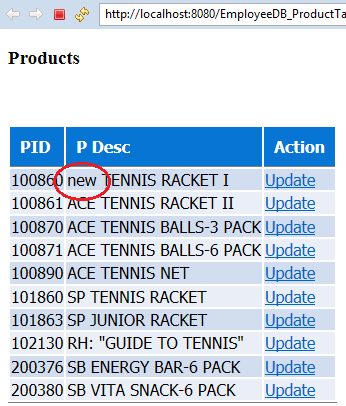 http://localhost:8080/EmployeeDB_ProductTa
Products
PID P Desc Action
100860 new TENNIS RACKET I Update
100861 ACE TENNIS RACKET II Update
100870 ACE TENNIS BALLS-3 PACK Update
100871 ACE TENNIS BALLS-6 PACK Update
100890 ACE TENNIS NET Update
101860 SP TENNIS RACKET Update
101863 SP JUNIOR RACKET Update
102130 RH: "GUIDE TO TENNIS" Update
200376 SB ENERGY BAR-6 PACK Update
200380 SB VITA SNACK-6 PACK Update